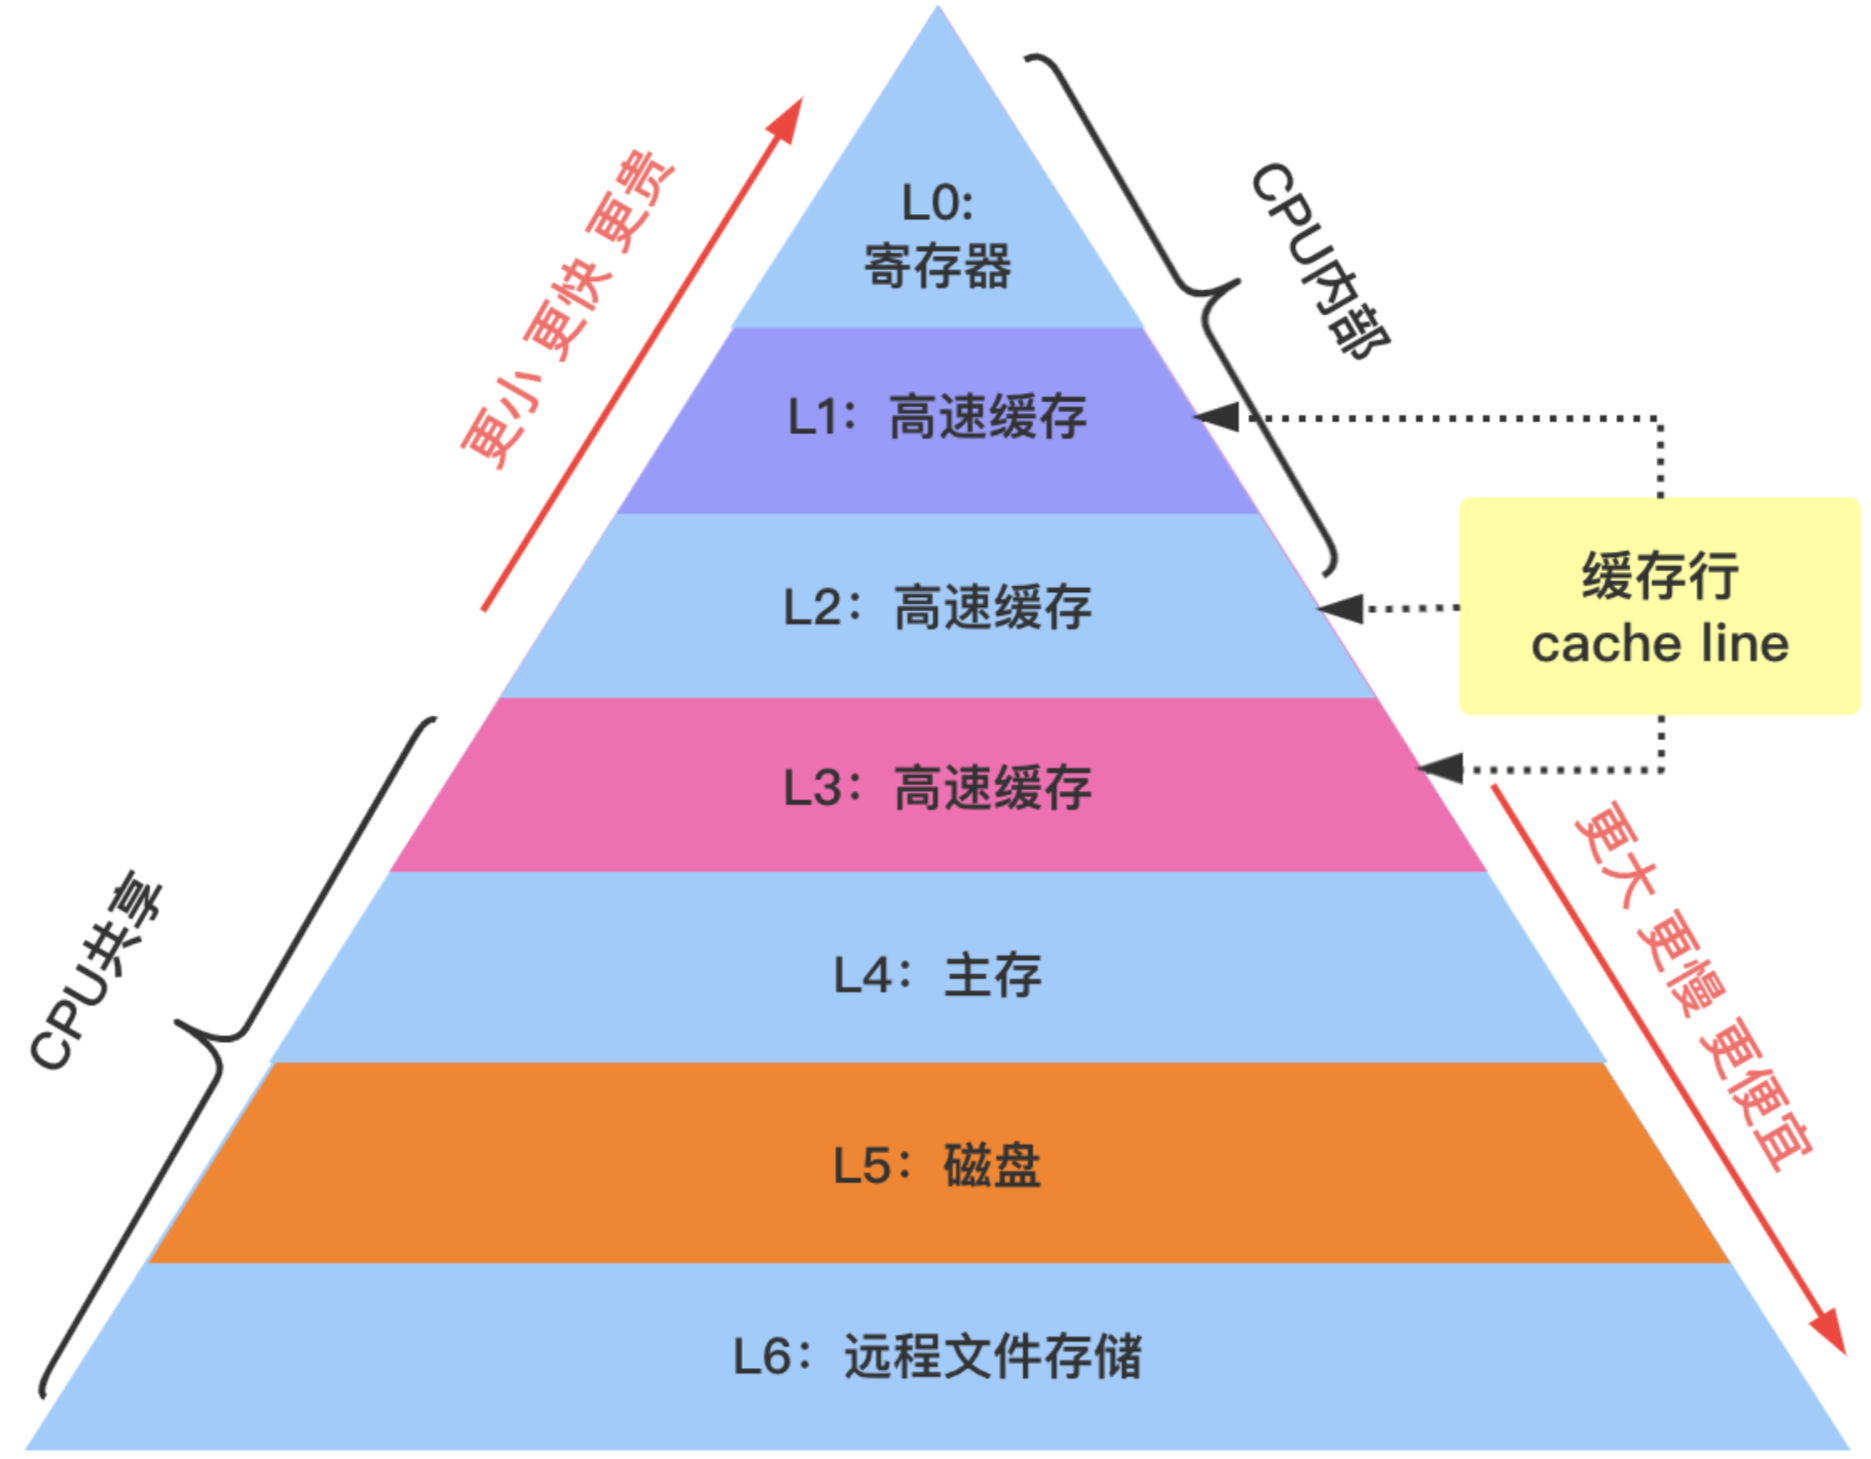 L0:
寄存器
L1：高速缓存
L2：高速缓存
L3：高速缓存
L4：主存
L5：磁盘
L6：远程文件存储
更小 更快 更贵
CPU内部
缓存行
cache line
CPU共享
更大 更慢 更便宜